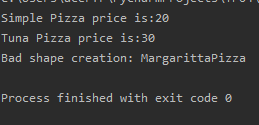 Simple Pizza price is:20
Tuna Pizza price is:30
Bad shape creation: MargarittaPizza
Process finished with exit code 0